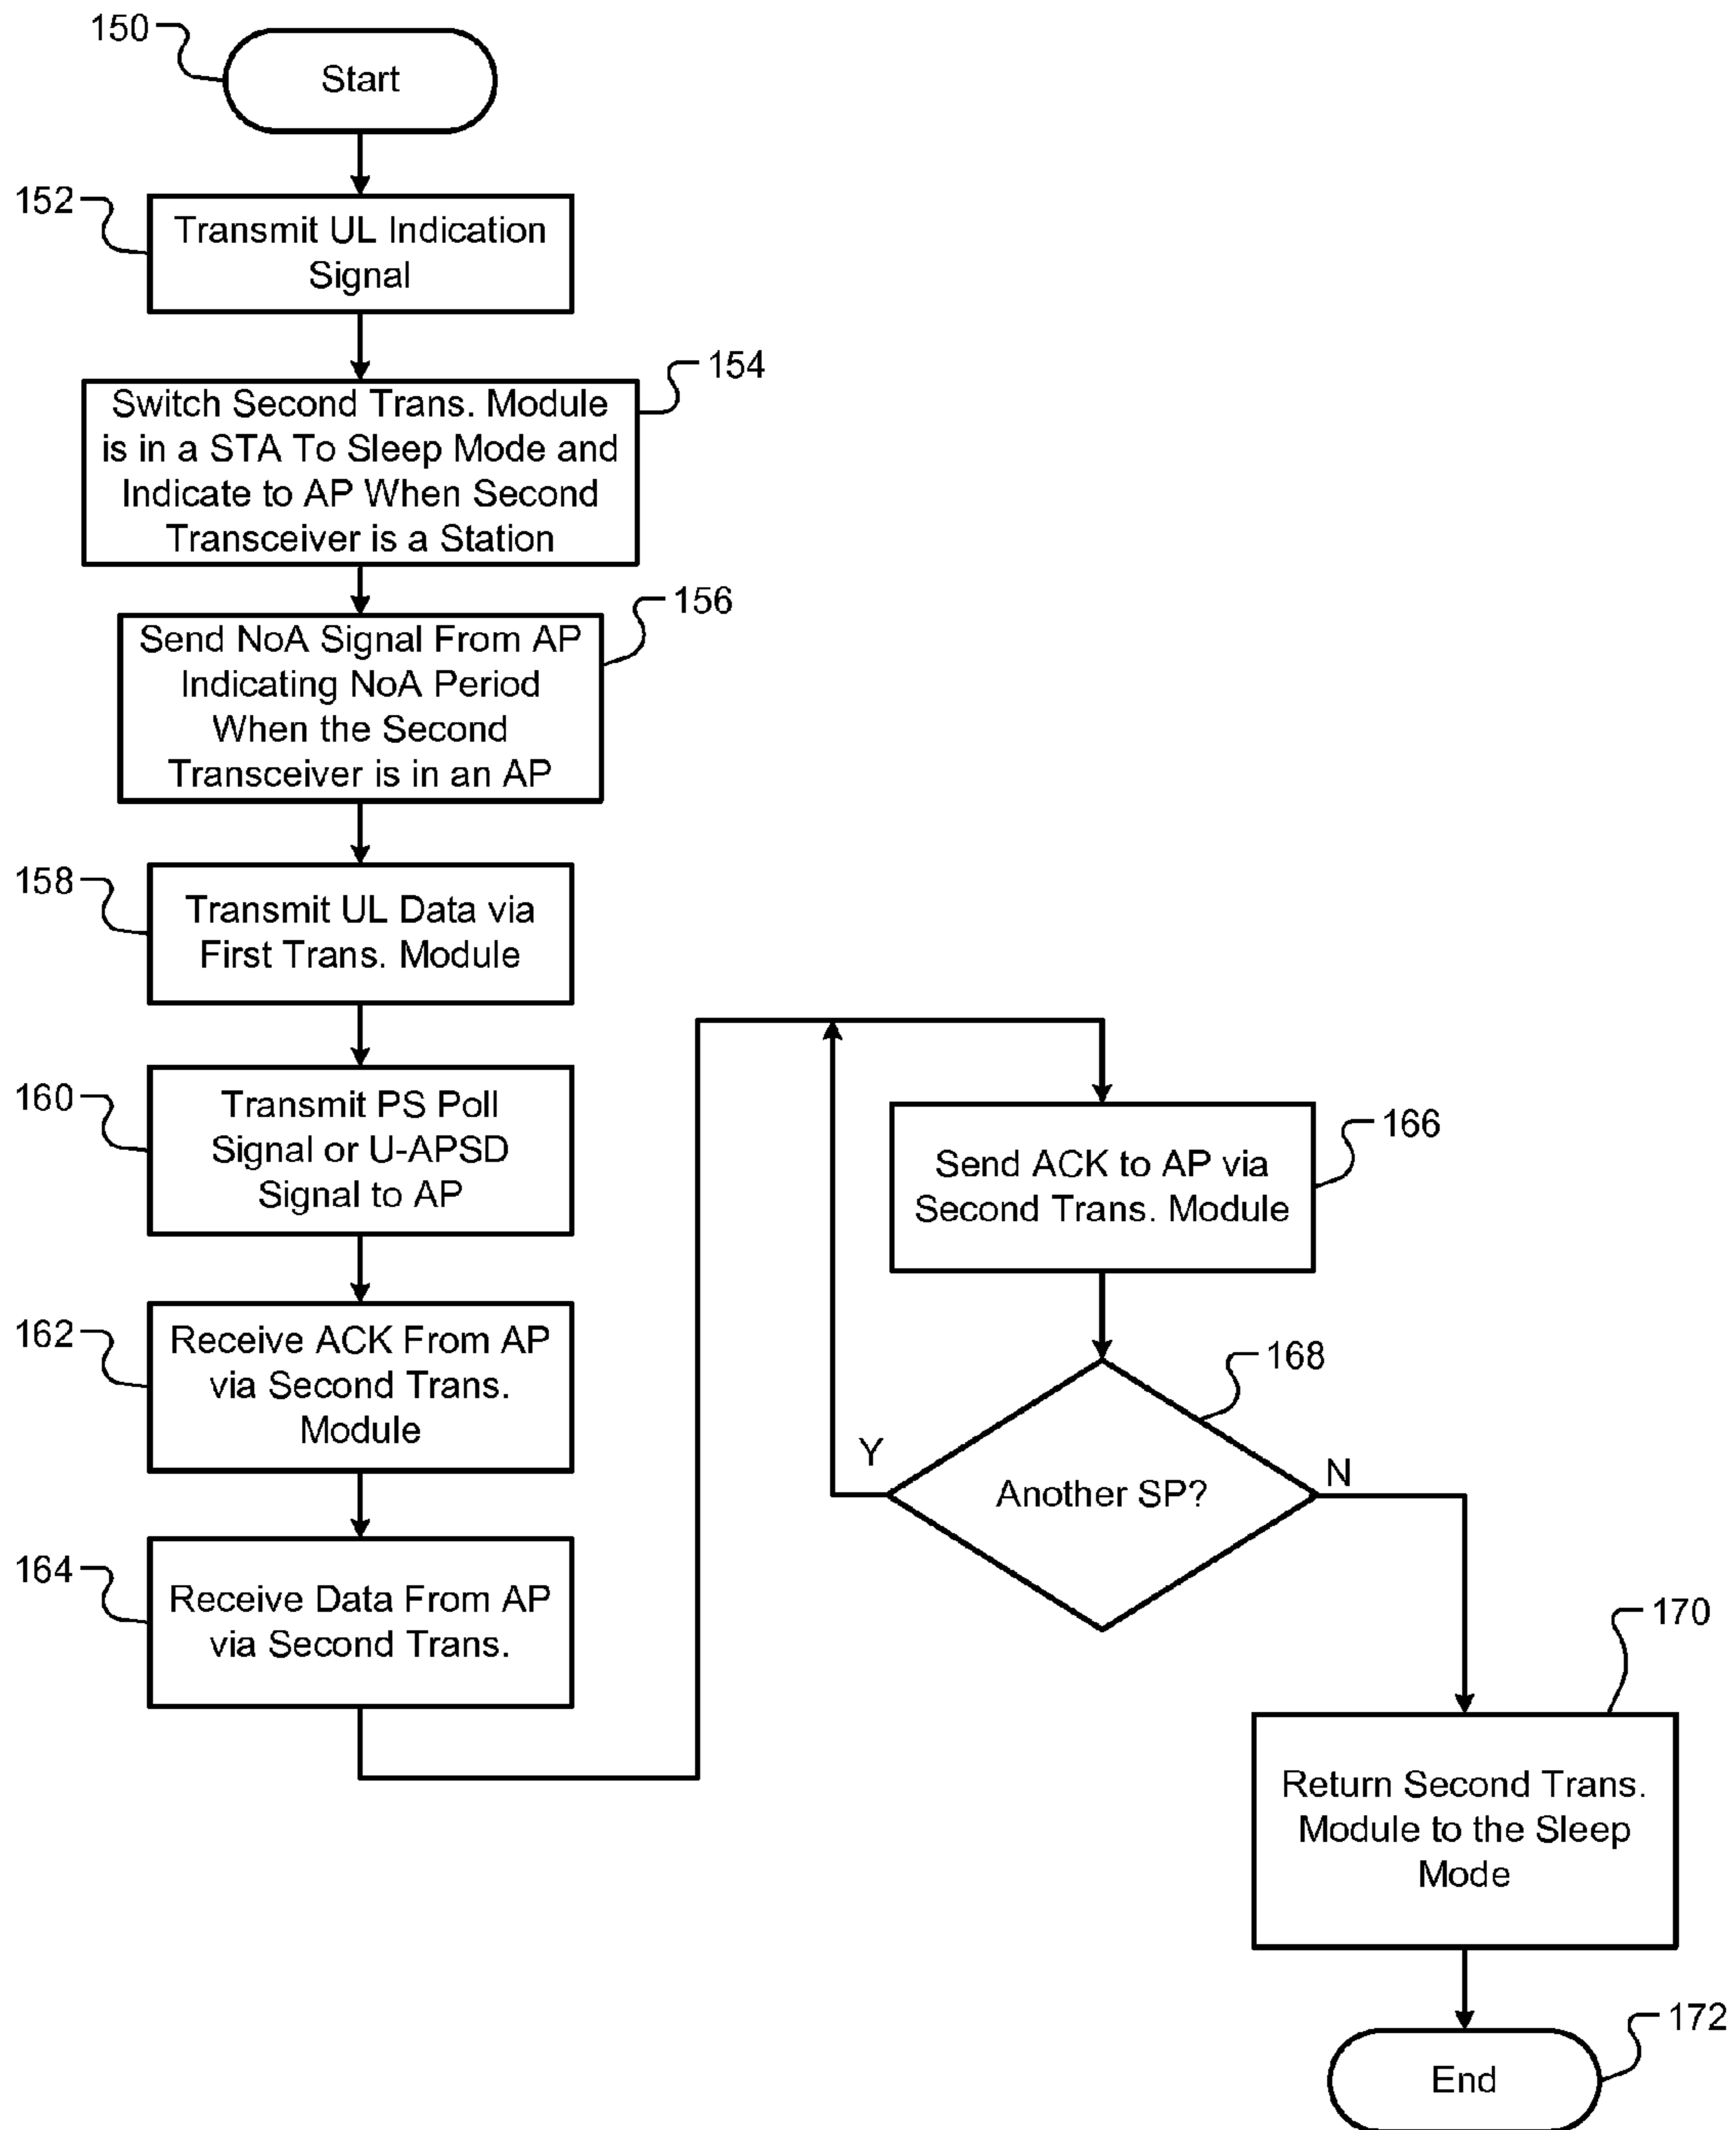 150
Start
152
Transmit UL Indication
Signal
154
Switch Second Trans. Module
is in a STA To Sleep Mode and
Indicate to AP When Second
Transceiver is a Station
156
Send NoA Signal From AP
Indicating NoA Period
When the Second
Transceiver is in an AP
158
Transmit UL Data via
First Trans. Module
160
Transmit PS Poll
Signal or U-APSD
Signal to AP
162
Receive ACK From AP
via Second Trans.
Module
164
Receive Data From AP
via Second Trans.
166
Send ACK to AP via
Second Trans. Module
168
Another SP?
Y
N
170
Return Second Trans.
Module to the Sleep
Mode
172
End